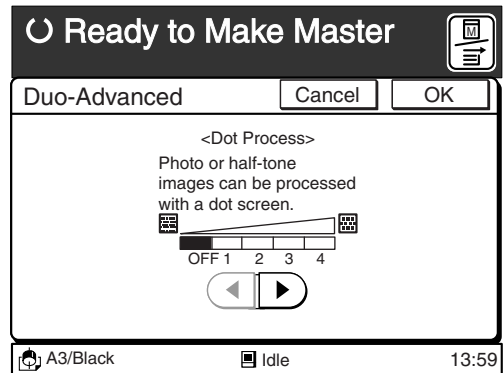 Ready to Make Master
M
Duo-Advanced Cancel OK
<Dot Process>
Photo or half-tone
images can be processed
with a dot screen.
OFF 1 2 3 4
A3/Black Idle 13:59